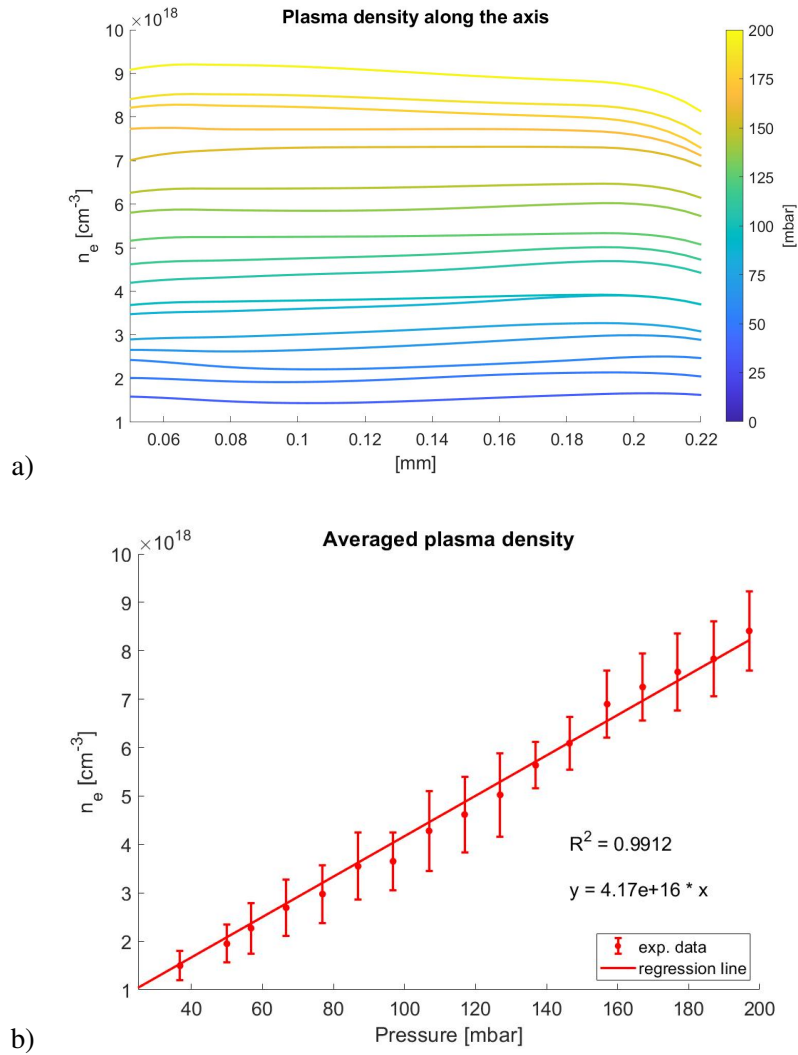 Plasma density along the axis
×10^18
10
9
8
7
6
5
4
3
2
1
n_e [cm^-3]
0.06 0.08 0.1 0.12 0.14 0.16 0.18 0.2 0.22
[mm]
200
175
150
125
100
75
50
25
0
[mbar]
a)
Averaged plasma density
×10^18
10
9
8
7
6
5
4
3
2
1
n_e [cm^-3]
R^2 = 0.9912
y = 4.17e+16 * x
exp. data
regression line
40 60 80 100 120 140 160 180 200
Pressure [mbar]
b)